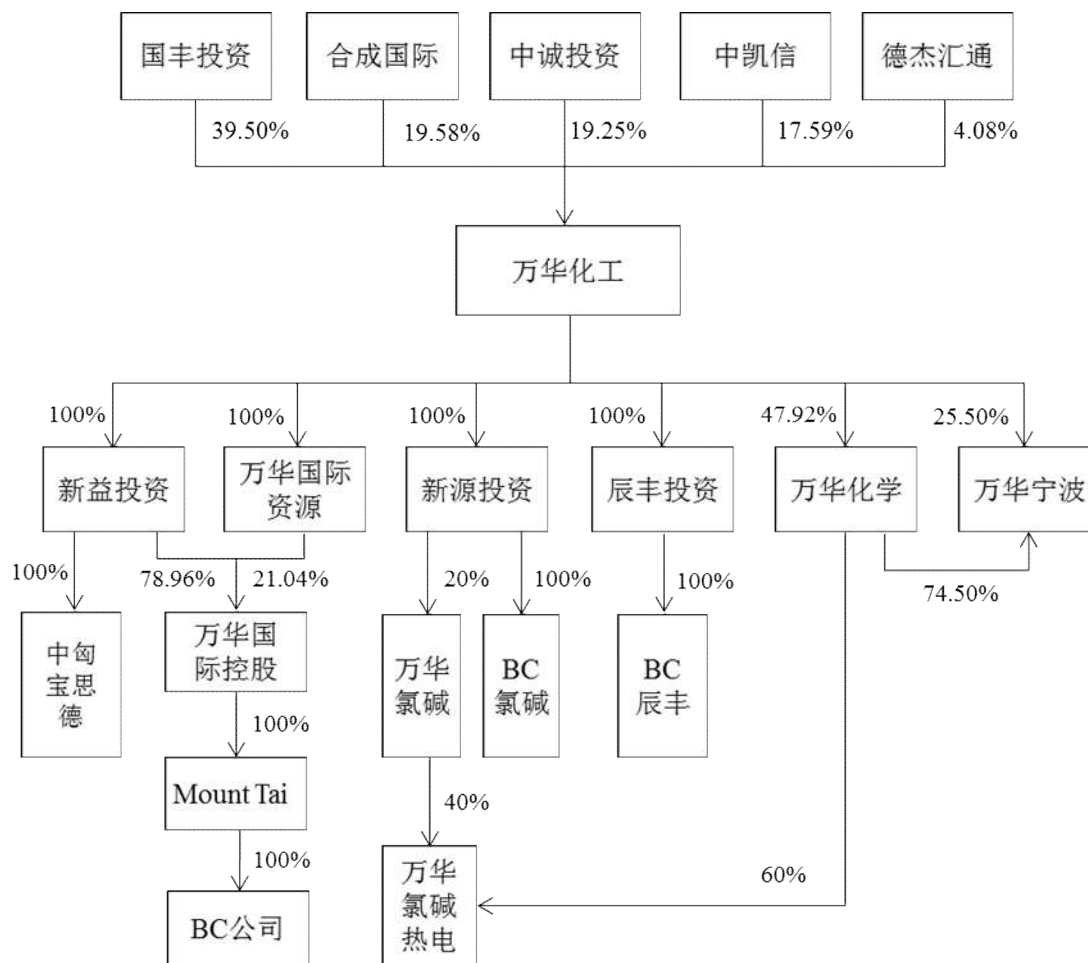 国丰投资
合成国际
中诚投资
中凯信
德杰汇通
39.50%
19.58%
19.25%
17.59%
4.08%
万华化工
100%
100%
100%
100%
47.92%
25.50%
新益投资
万华国际
资源
新源投资
辰丰投资
万华化学
万华宁波
100%
78.96%
21.04%
20%
100%
100%
74.50%
中匈
宝思
德
万华国
际控股
万华
氯碱
BC
氯碱
BC
辰丰
100%
Mount Tai
40%
100%
60%
BC公司
万华
氯碱
热电